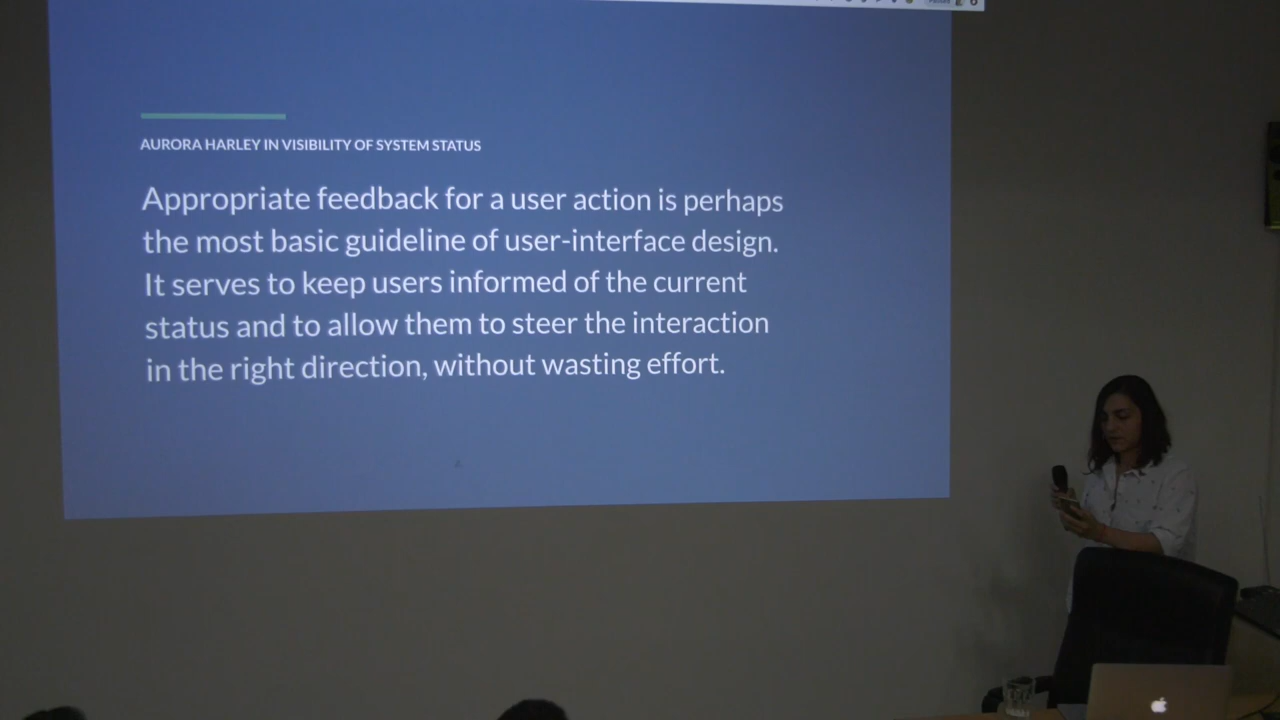 AURORA HARLEY IN VISIBILITY OF SYSTEM STATUS
Appropriate feedback for a user action is perhaps
the most basic guideline of user-interface design.
It serves to keep users informed of the current
status and to allow them to steer the interaction
in the right direction, without wasting effort.